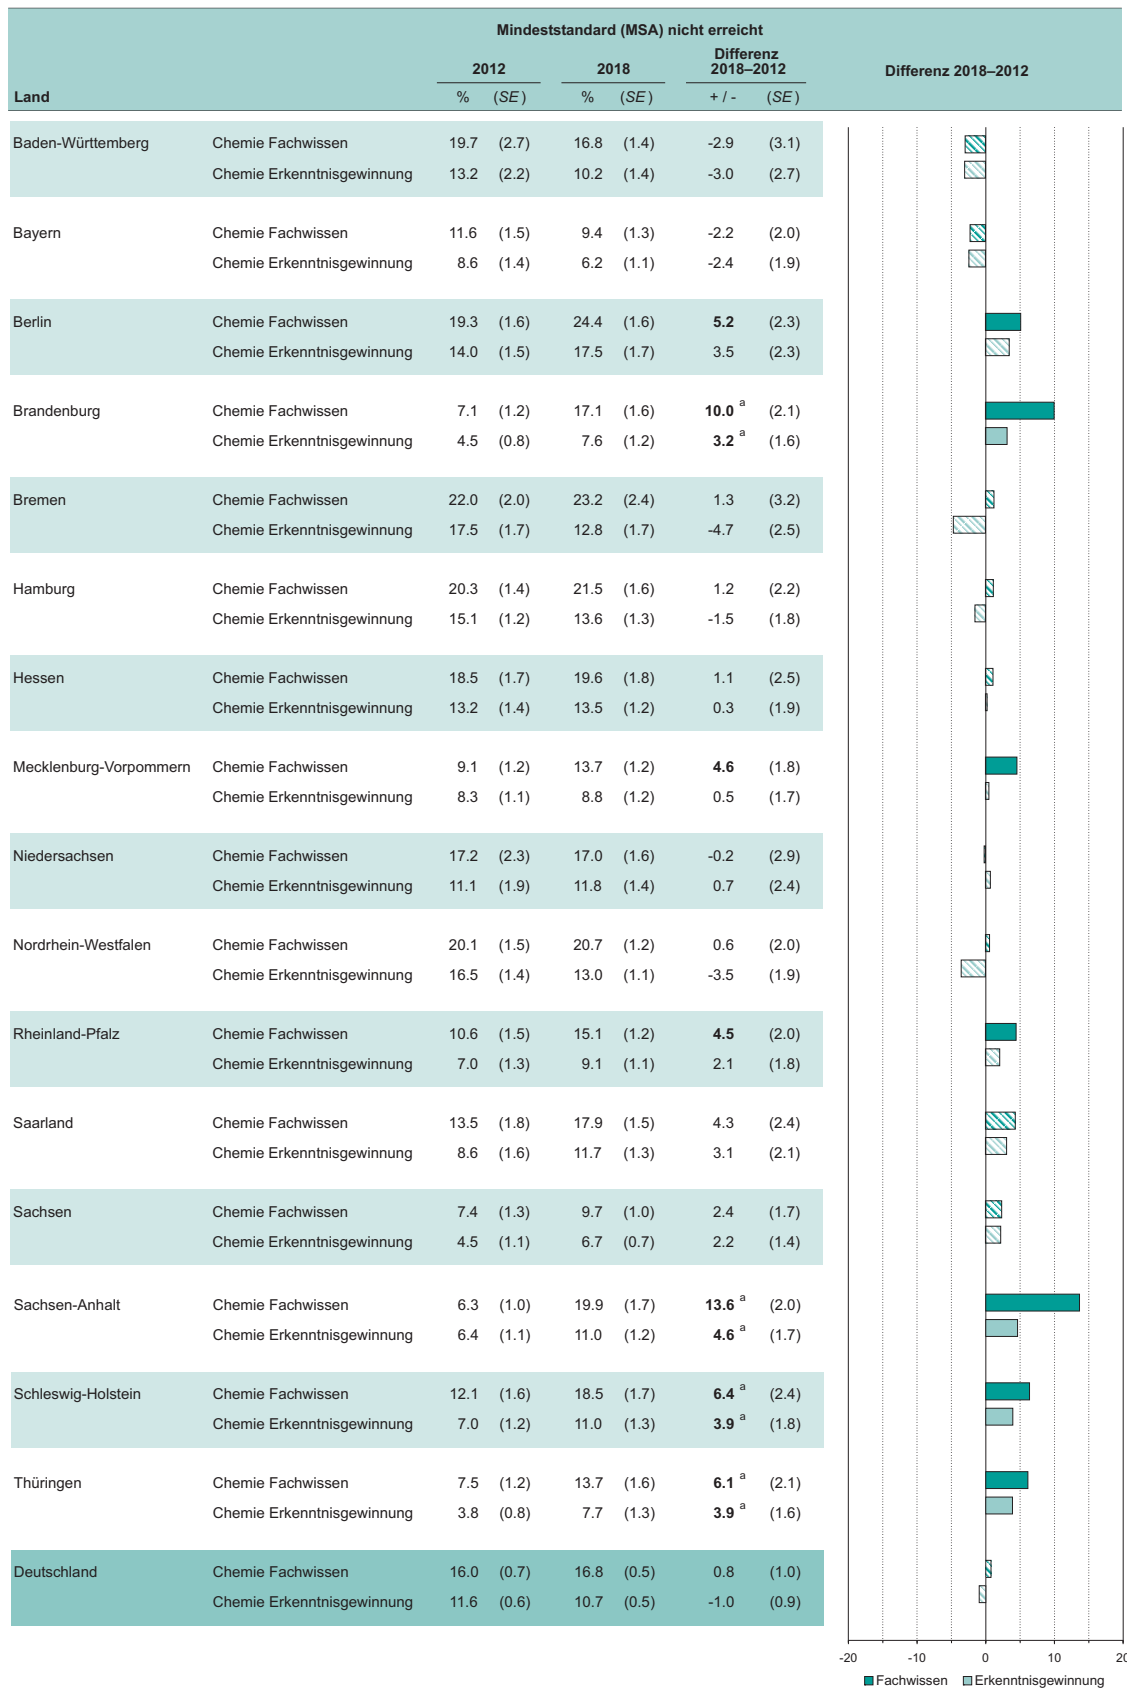 Mindeststandard (MSA) nicht erreicht
2012 2018 Differenz 2018–2012 Differenz 2018–2012
Land % (SE) % (SE) + / - (SE)
Baden-Württemberg Chemie Fachwissen 19.7 (2.7) 16.8 (1.4) -2.9 (3.1)
Chemie Erkenntnisgewinnung 13.2 (2.2) 10.2 (1.4) -3.0 (2.7)
Bayern Chemie Fachwissen 11.6 (1.5) 9.4 (1.3) -2.2 (2.0)
Chemie Erkenntnisgewinnung 8.6 (1.4) 6.2 (1.1) -2.4 (1.9)
Berlin Chemie Fachwissen 19.3 (1.6) 24.4 (1.6) 5.2 (2.3)
Chemie Erkenntnisgewinnung 14.0 (1.5) 17.5 (1.7) 3.5 (2.3)
Brandenburg Chemie Fachwissen 7.1 (1.2) 17.1 (1.6) 10.0 a (2.1)
Chemie Erkenntnisgewinnung 4.5 (0.8) 7.6 (1.2) 3.2 a (1.6)
Bremen Chemie Fachwissen 22.0 (2.0) 23.2 (2.4) 1.3 (3.2)
Chemie Erkenntnisgewinnung 17.5 (1.7) 12.8 (1.7) -4.7 (2.5)
Hamburg Chemie Fachwissen 20.3 (1.4) 21.5 (1.6) 1.2 (2.2)
Chemie Erkenntnisgewinnung 15.1 (1.2) 13.6 (1.3) -1.5 (1.8)
Hessen Chemie Fachwissen 18.5 (1.7) 19.6 (1.8) 1.1 (2.5)
Chemie Erkenntnisgewinnung 13.2 (1.4) 13.5 (1.2) 0.3 (1.9)
Mecklenburg-Vorpommern Chemie Fachwissen 9.1 (1.2) 13.7 (1.2) 4.6 (1.8)
Chemie Erkenntnisgewinnung 8.3 (1.1) 8.8 (1.2) 0.5 (1.7)
Niedersachsen Chemie Fachwissen 17.2 (2.3) 17.0 (1.6) -0.2 (2.9)
Chemie Erkenntnisgewinnung 11.1 (1.9) 11.8 (1.4) 0.7 (2.4)
Nordrhein-Westfalen Chemie Fachwissen 20.1 (1.5) 20.7 (1.2) 0.6 (2.0)
Chemie Erkenntnisgewinnung 16.5 (1.4) 13.0 (1.1) -3.5 (1.9)
Rheinland-Pfalz Chemie Fachwissen 10.6 (1.5) 15.1 (1.2) 4.5 (2.0)
Chemie Erkenntnisgewinnung 7.0 (1.3) 9.1 (1.1) 2.1 (1.8)
Saarland Chemie Fachwissen 13.5 (1.8) 17.9 (1.5) 4.3 (2.4)
Chemie Erkenntnisgewinnung 8.6 (1.6) 11.7 (1.3) 3.1 (2.1)
Sachsen Chemie Fachwissen 7.4 (1.3) 9.7 (1.0) 2.4 (1.7)
Chemie Erkenntnisgewinnung 4.5 (1.1) 6.7 (0.7) 2.2 (1.4)
Sachsen-Anhalt Chemie Fachwissen 6.3 (1.0) 19.9 (1.7) 13.6 a (2.0)
Chemie Erkenntnisgewinnung 6.4 (1.1) 11.0 (1.2) 4.6 a (1.7)
Schleswig-Holstein Chemie Fachwissen 12.1 (1.6) 18.5 (1.7) 6.4 a (2.4)
Chemie Erkenntnisgewinnung 7.0 (1.2) 11.0 (1.3) 3.9 a (1.8)
Thüringen Chemie Fachwissen 7.5 (1.2) 13.7 (1.6) 6.1 a (2.1)
Chemie Erkenntnisgewinnung 3.8 (0.8) 7.7 (1.3) 3.9 a (1.6)
Deutschland Chemie Fachwissen 16.0 (0.7) 16.8 (0.5) 0.8 (1.0)
Chemie Erkenntnisgewinnung 11.6 (0.6) 10.7 (0.5) -1.0 (0.9)
-20 -10 0 10 20
Fachwissen Erkenntnisgewinnung